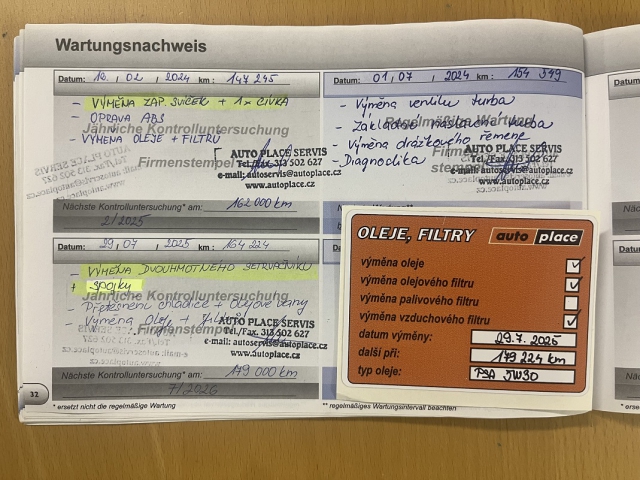 Wartungsnachweis
Datum: 12, 02, 2024 km: 147 245
- VÝMĚNA ZAP. SVÍČEK + 1x CÍVKA
- OPRAVA ABS
Jährliche Kontrolluntersuchung
- VÝMĚNA OLEJE + FILTRU
Firmenstempel
AUTO PLACE SERVIS
Tel./Fax. 313 502 627
e-mail: autoservis@autoplace.cz
www.autoplace.cz
Nächste Kontrolluntersuchung* am: 162 000 km
2/2025
Datum: 01, 07, 2024 km: 154 349
- Výměna ventilu turba
- Základní nastavení turba
Regelmäßige Wartung
- Výměna drážkového řemene
- Diagnostika
AUTO PLACE SERVIS
Tel./Fax. 313 502 627
e-mail: autoservis@autoplace.cz
www.autoplace.cz
Datum: 29, 07, 2025 km: 164 224
- VÝMĚNA DVOUHMOTNÉHO SETRVAČNÍKU
+ SPOJKY
Jährliche Kontrolluntersuchung
- Přetěsnění chladiče + olejové vany
- Výměna oleje + filtrů
Firmenstempel
AUTO PLACE SERVIS
Tel./Fax. 313 502 627
e-mail: autoservis@autoplace.cz
www.autoplace.cz
Nächste Kontrolluntersuchung* am: 179 000 km
7/2026
OLEJE, FILTRY auto place
výměna oleje
výměna olejového filtru
výměna palivového filtru
výměna vzduchového filtru
datum výměny: 29.7.2025
další při: 179 224 km
typ oleje: PSA 5W30
32
* ersetzt nicht die regelmäßige Wartung
** regelmäßiges Wartungsintervall beachten